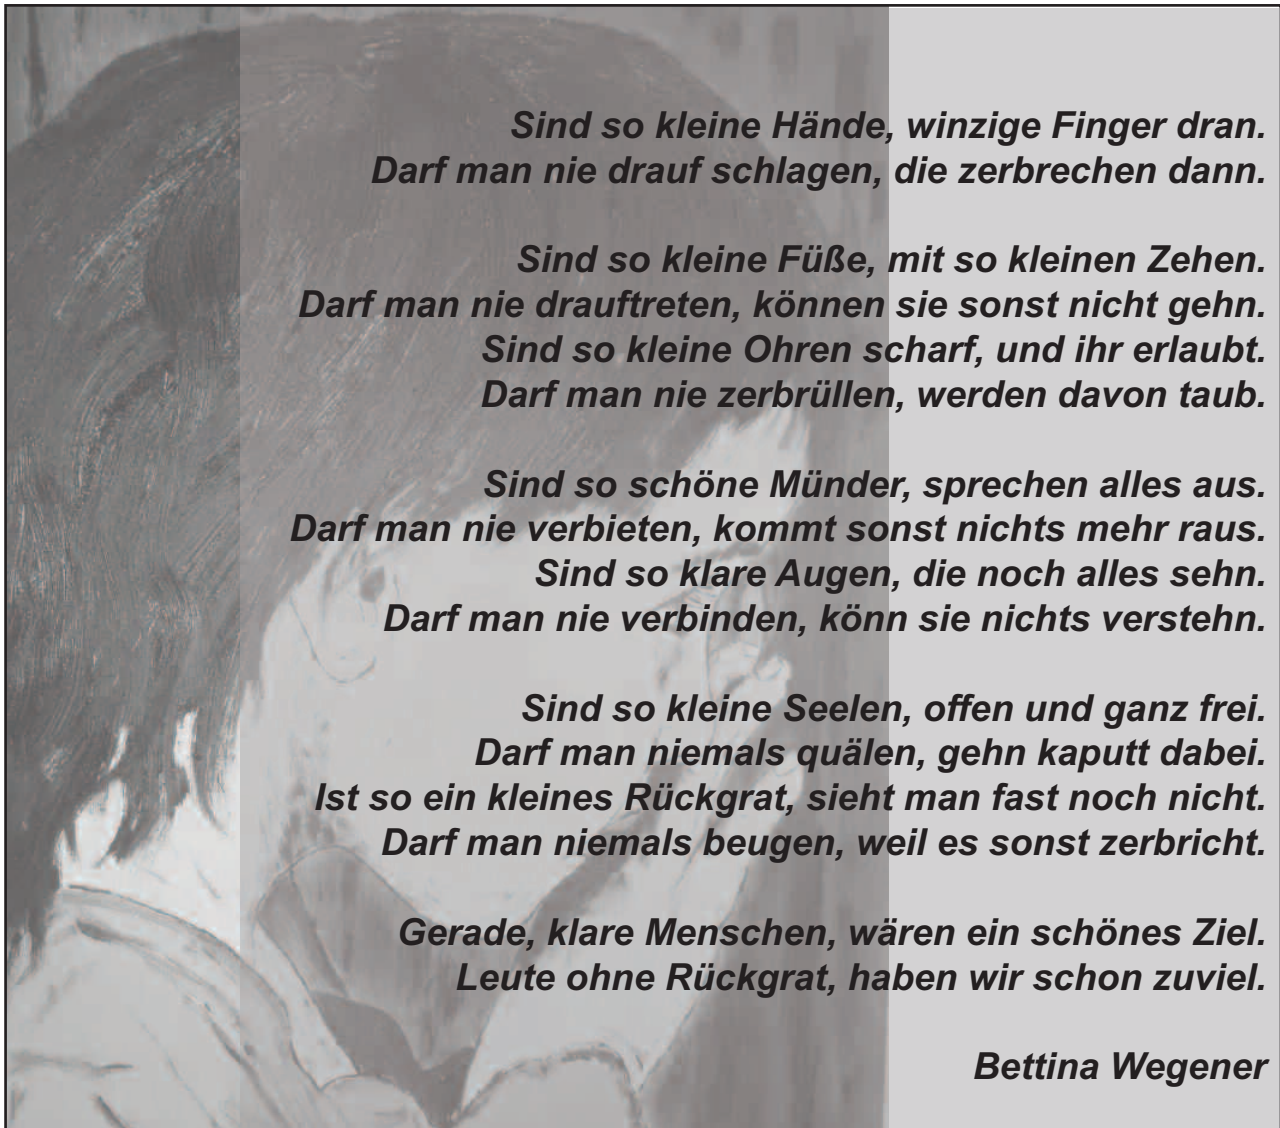 Sind so kleine Hände, winzige Finger dran.
Darf man nie drauf schlagen, die zerbrechen dann.
Sind so kleine Füße, mit so kleinen Zehen.
Darf man nie drauftreten, können sie sonst nicht gehn.
Sind so kleine Ohren scharf, und ihr erlaubt.
Darf man nie zerbrüllen, werden davon taub.
Sind so schöne Münder, sprechen alles aus.
Darf man nie verbieten, kommt sonst nichts mehr raus.
Sind so klare Augen, die noch alles sehn.
Darf man nie verbinden, könn sie nichts verstehn.
Sind so kleine Seelen, offen und ganz frei.
Darf man niemals quälen, gehn kaputt dabei.
Ist so ein kleines Rückgrat, sieht man fast noch nicht.
Darf man niemals beugen, weil es sonst zerbricht.
Gerade, klare Menschen, wären ein schönes Ziel.
Leute ohne Rückgrat, haben wir schon zuviel.
Bettina Wegener